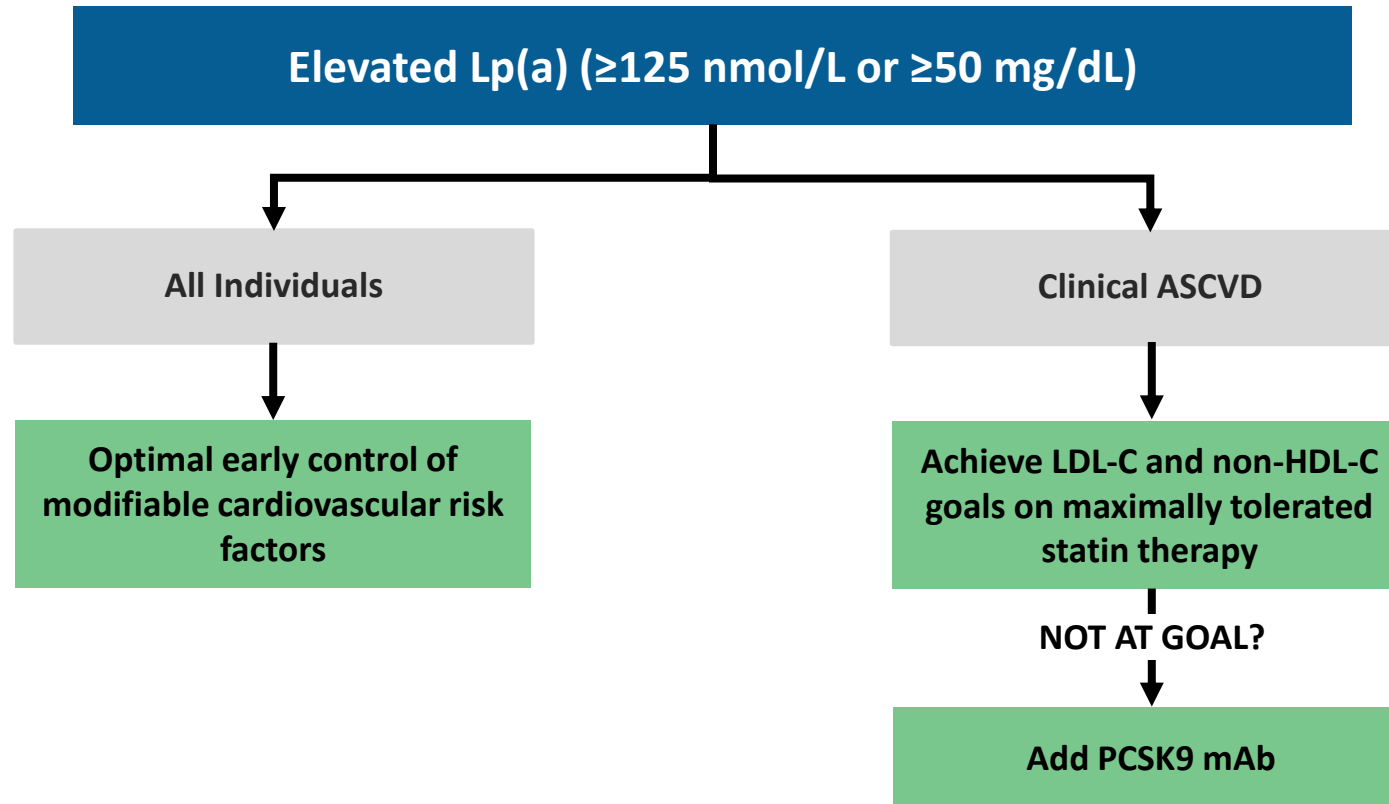 Elevated Lp(a) (≥125 nmol/L or ≥50 mg/dL)
All Individuals
Clinical ASCVD
Optimal early control of
modifiable cardiovascular risk
factors
Achieve LDL-C and non-HDL-C
goals on maximally tolerated
statin therapy
NOT AT GOAL?
Add PCSK9 mAb